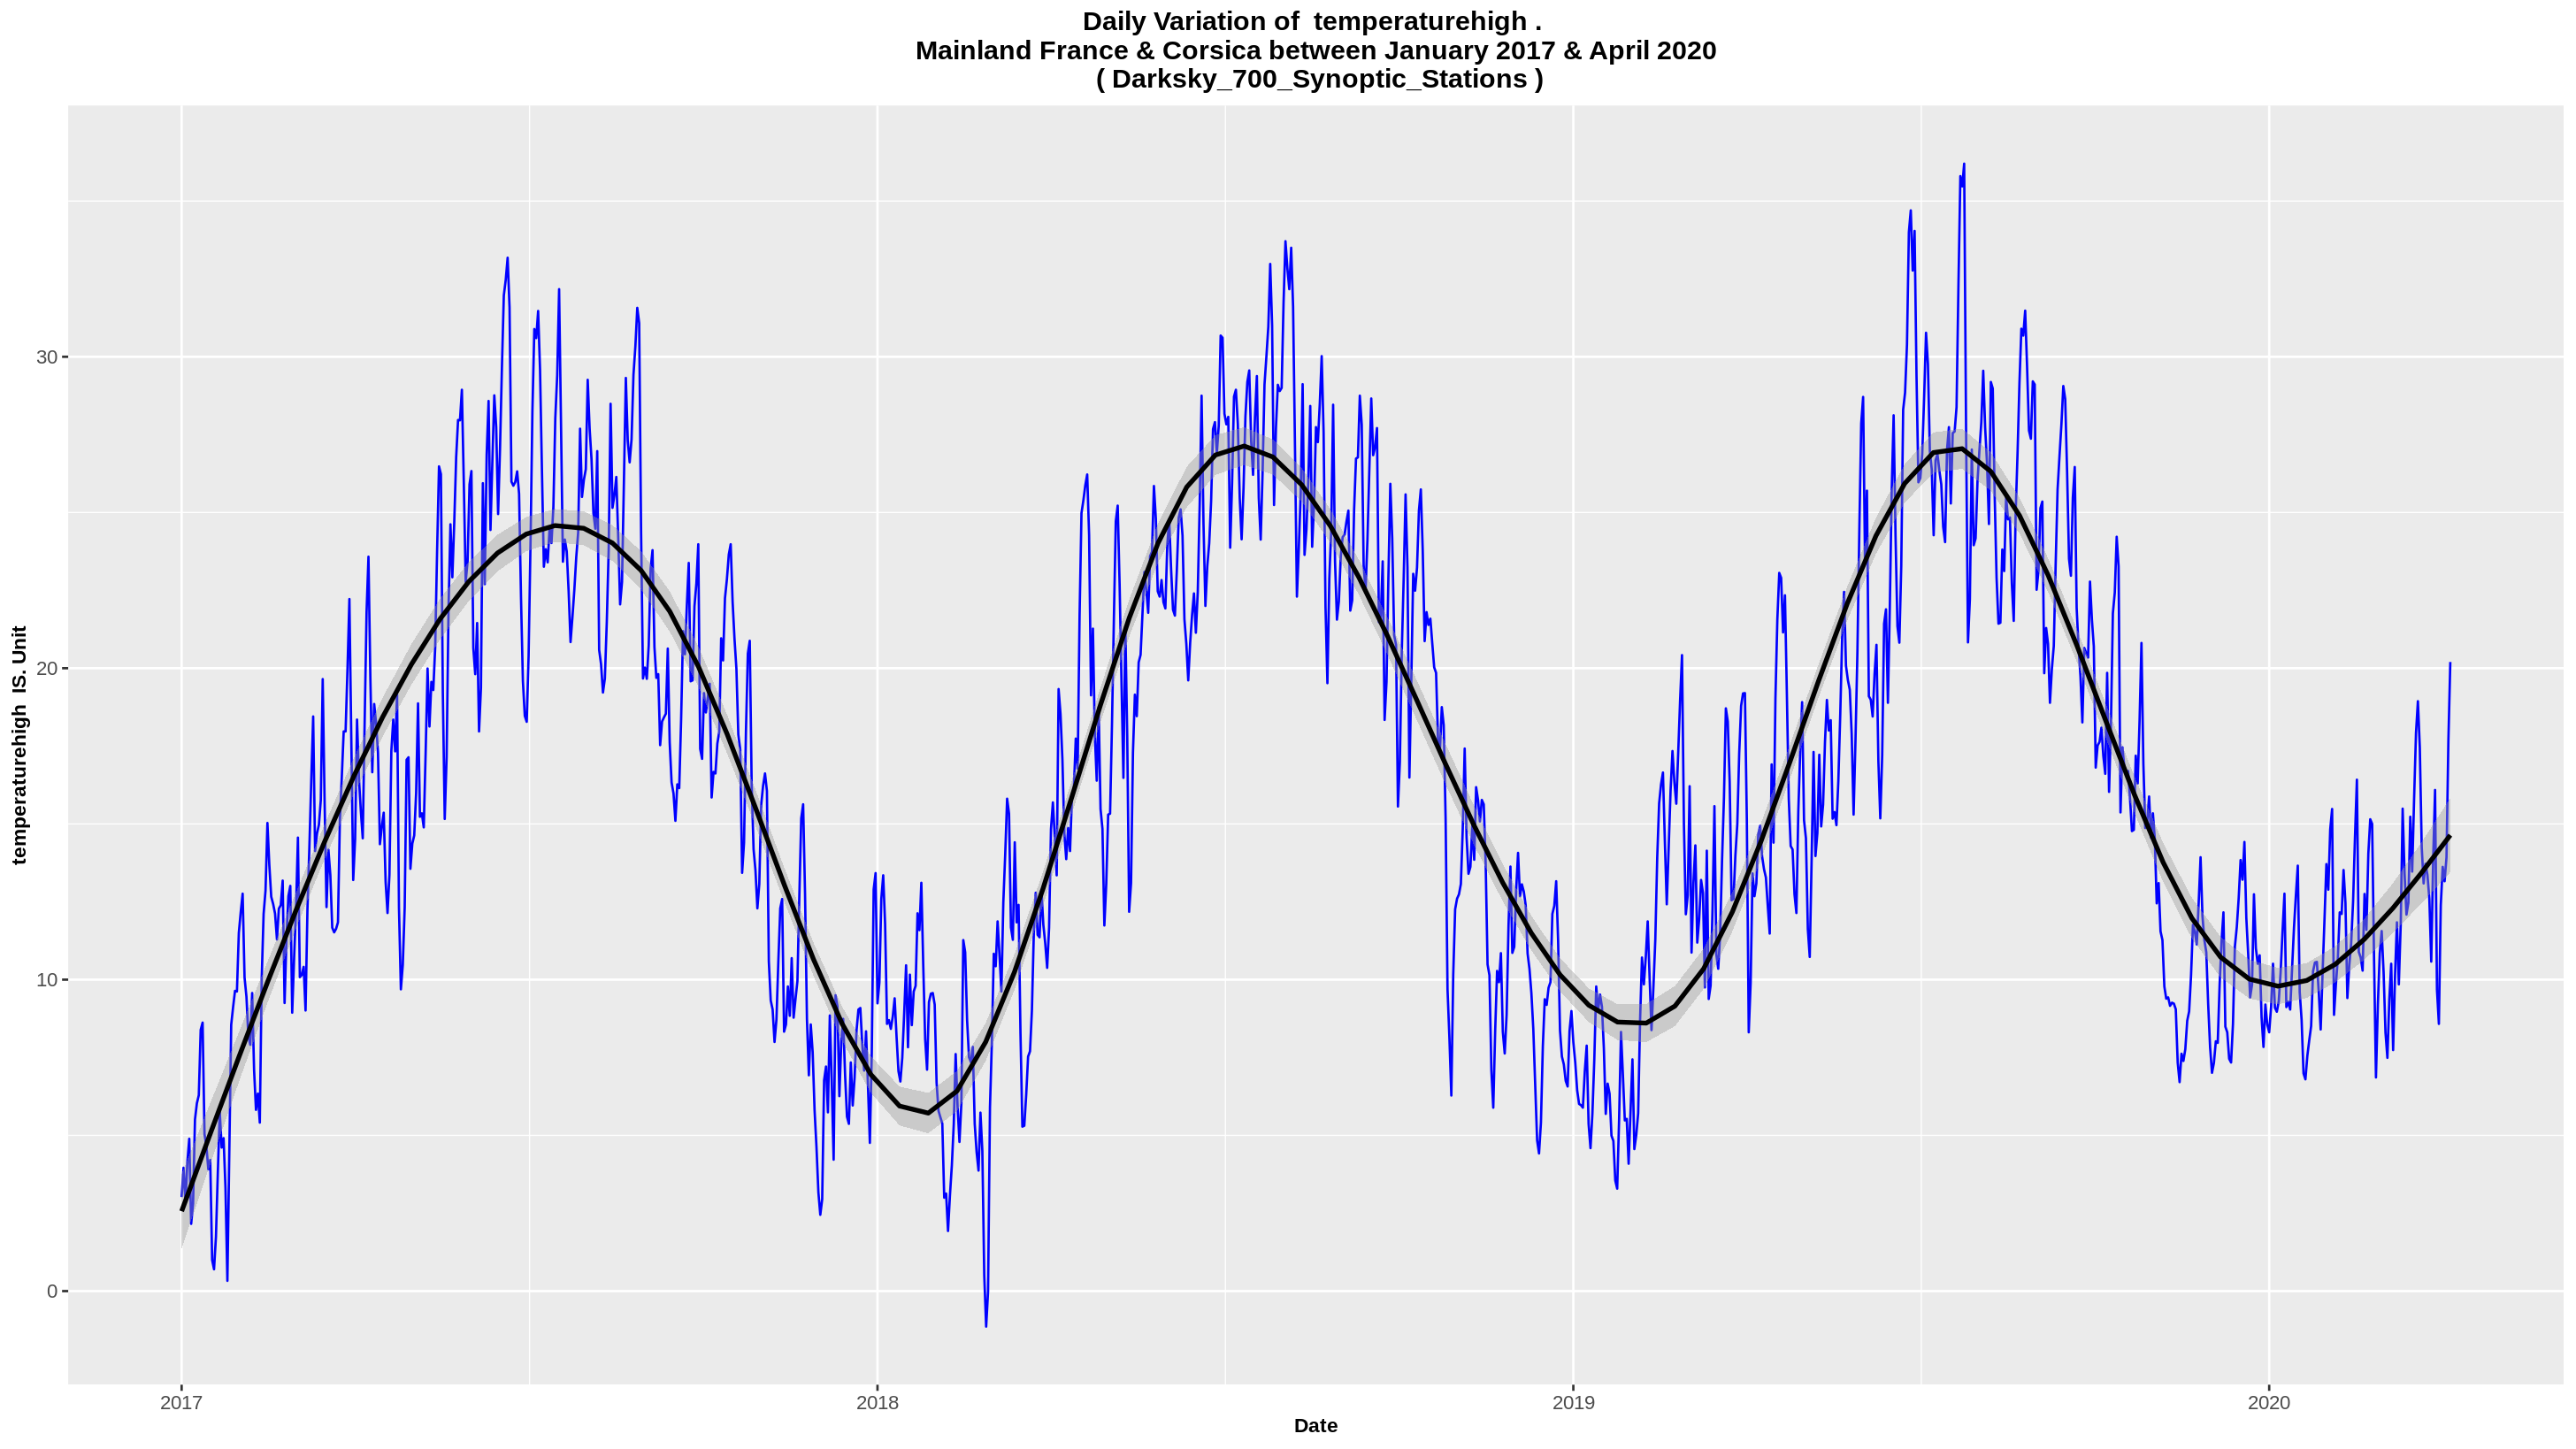 Daily Variation of  temperaturehigh .
Mainland France & Corsica between January 2017 & April 2020
( Darksky_700_Synoptic_Stations )
temperaturehigh  IS. Unit
30
20
10
0
2017
2018
2019
2020
Date